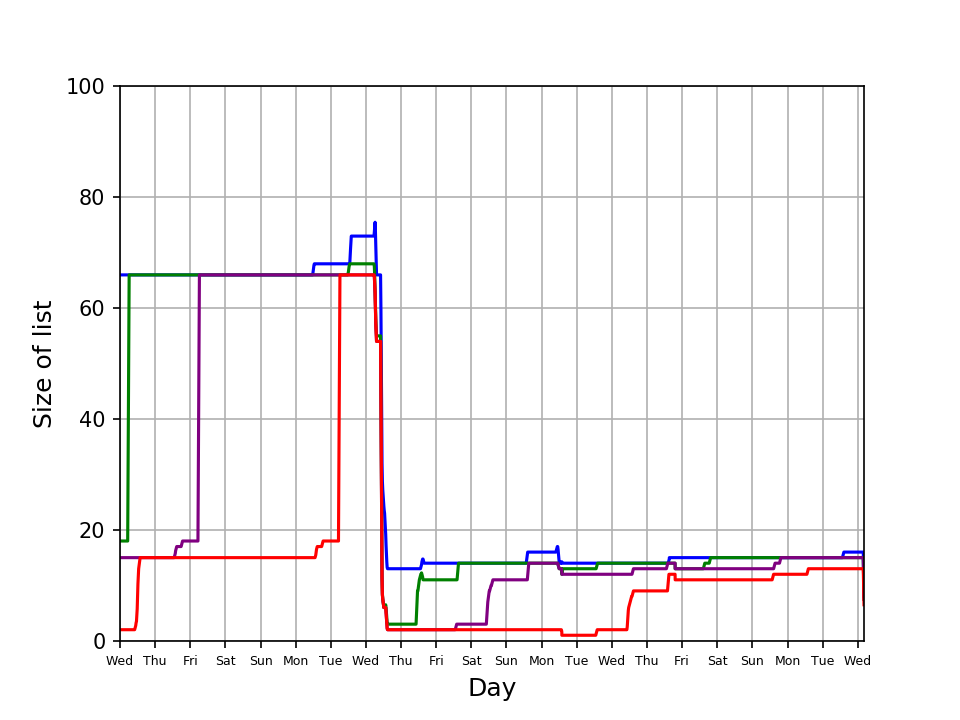 100
80
60
40
20
0
Size of list
Wed Thu Fri Sat Sun Mon Tue Wed Thu Fri Sat Sun Mon Tue Wed Thu Fri Sat Sun Mon Tue Wed
Day